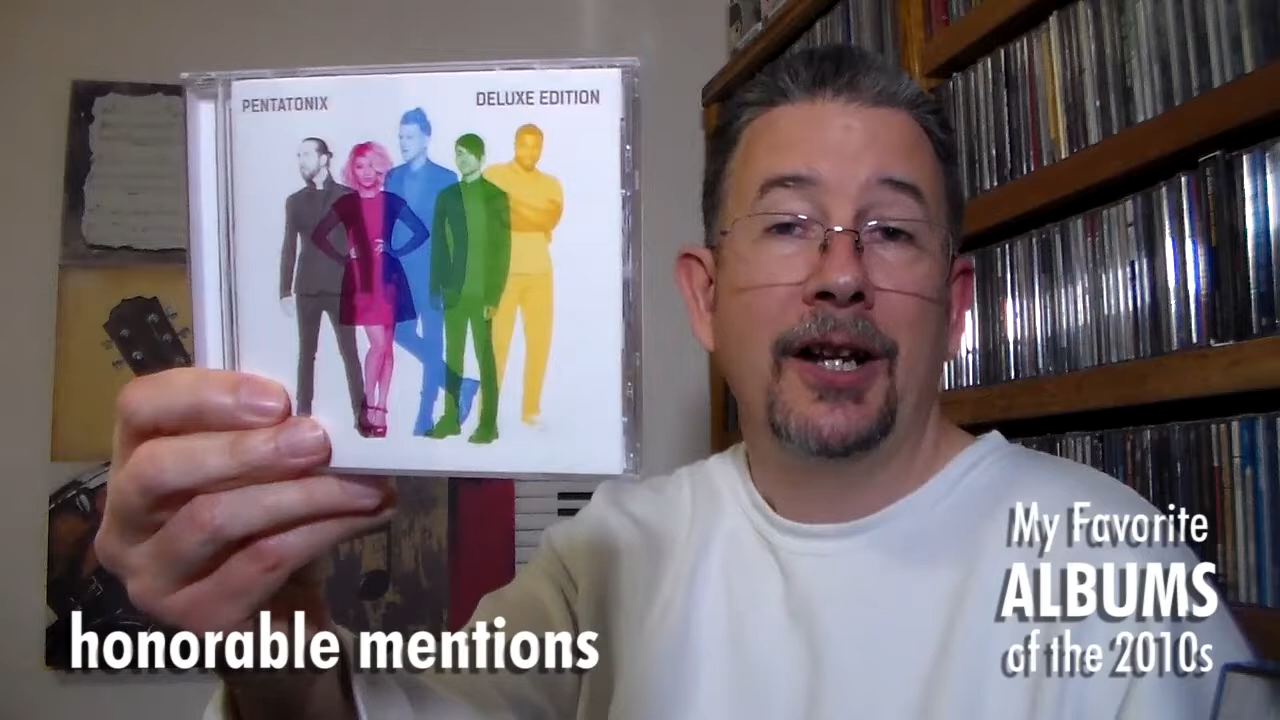 PENTATONIX
DELUXE EDITION
honorable mentions
My Favorite
ALBUMS
of the 2010s